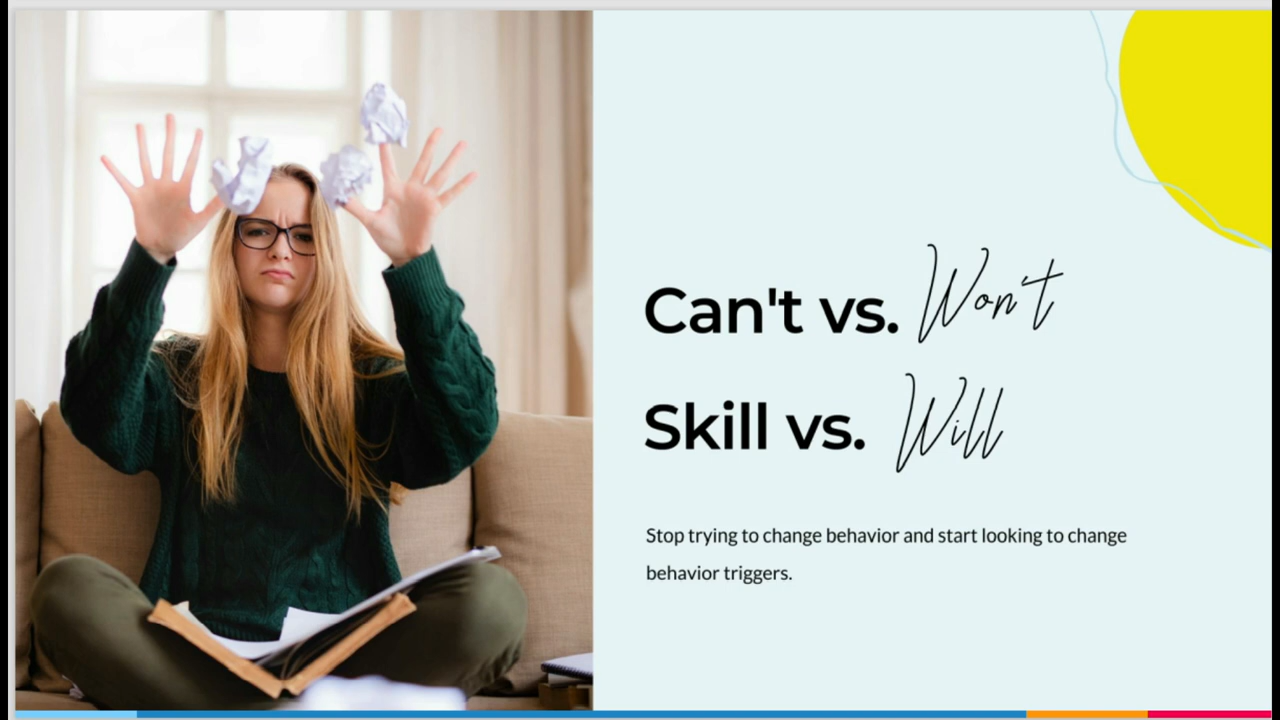 Can't vs. Won't
Skill vs. Will
Stop trying to change behavior and start looking to change
behavior triggers.